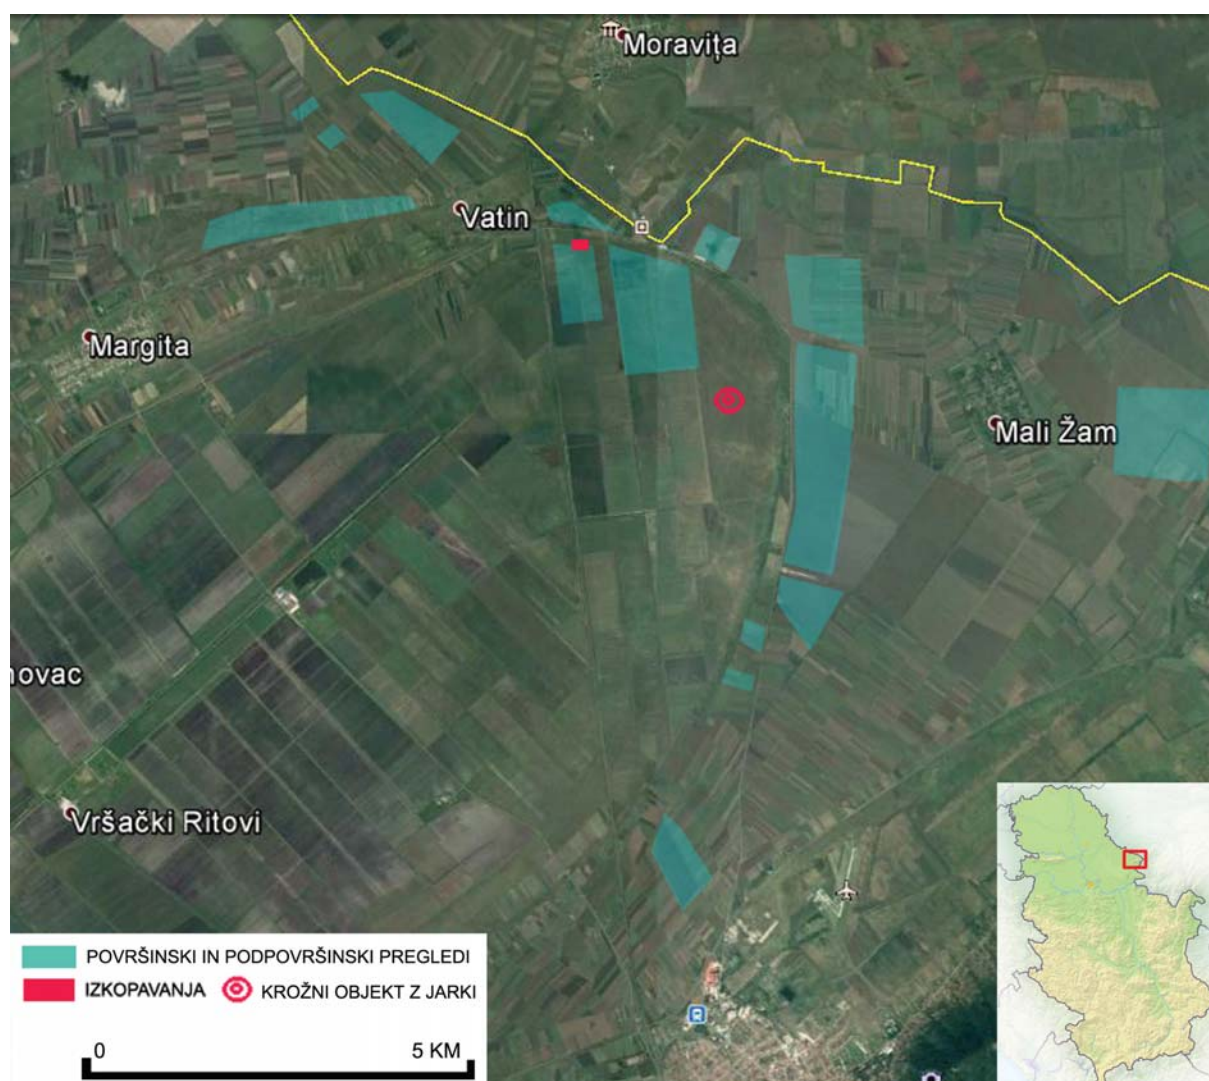 Moravița
Vatin
Margita
Mali Žam
novac
Vršački Ritovi
POVRŠINSKI IN PODPOVRŠINSKI PREGLEDI
IZKOPAVANJA
KROŽNI OBJEKT Z JARKI
0
5 KM